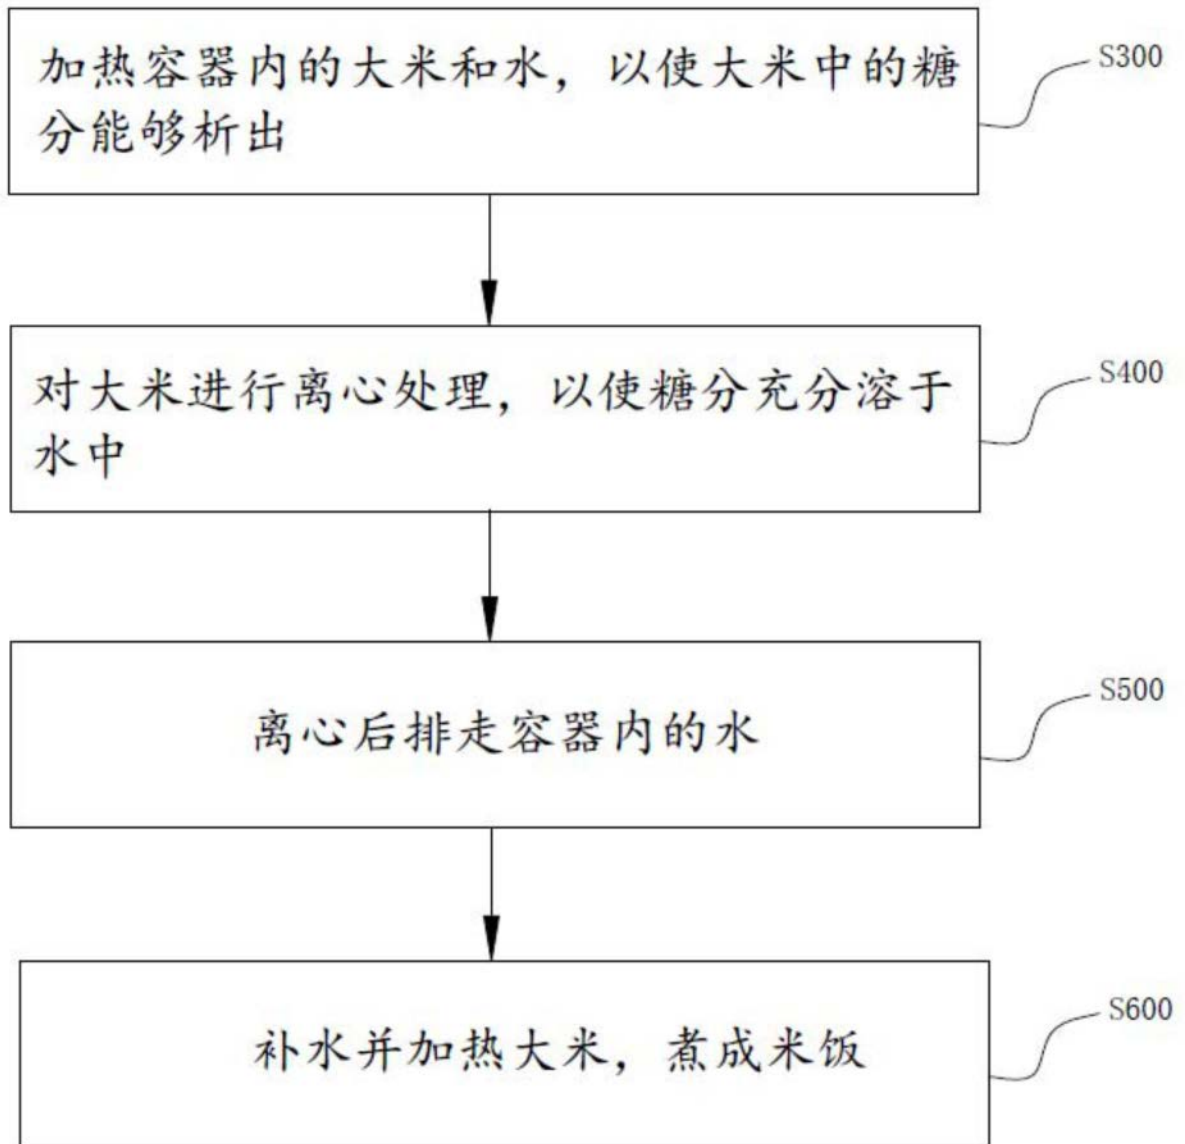 加热容器内的大米和水，以使大米中的糖
分能够析出
S300
对大米进行离心处理，以使糖分充分溶于
水中
S400
离心后排走容器内的水
S500
补水并加热大米，煮成米饭
S600